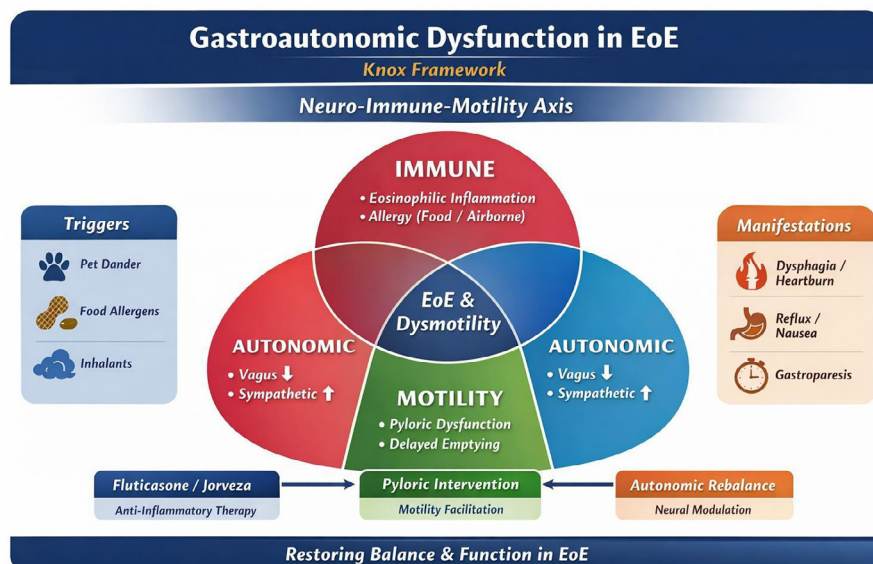 Gastroautonomic Dysfunction in EoE
Knox Framework
Neuro-Immune-Motility Axis
IMMUNE
• Eosinophilic Inflammation
• Allergy (Food / Airborne)
Triggers
Pet Dander
Food Allergens
Inhalants
EoE &
Dysmotility
AUTONOMIC
• Vagus ⬇
• Sympathetic ⬆
AUTONOMIC
• Vagus ⬇
• Sympathetic ⬆
MOTILITY
• Pyloric Dysfunction
• Delayed Emptying
Manifestations
Dysphagia /
Heartburn
Reflux /
Nausea
Gastroparesis
Fluticasone / Jorveza
Anti-Inflammatory Therapy
Pyloric Intervention
Motility Facilitation
Autonomic Rebalance
Neural Modulation
Restoring Balance & Function in EoE